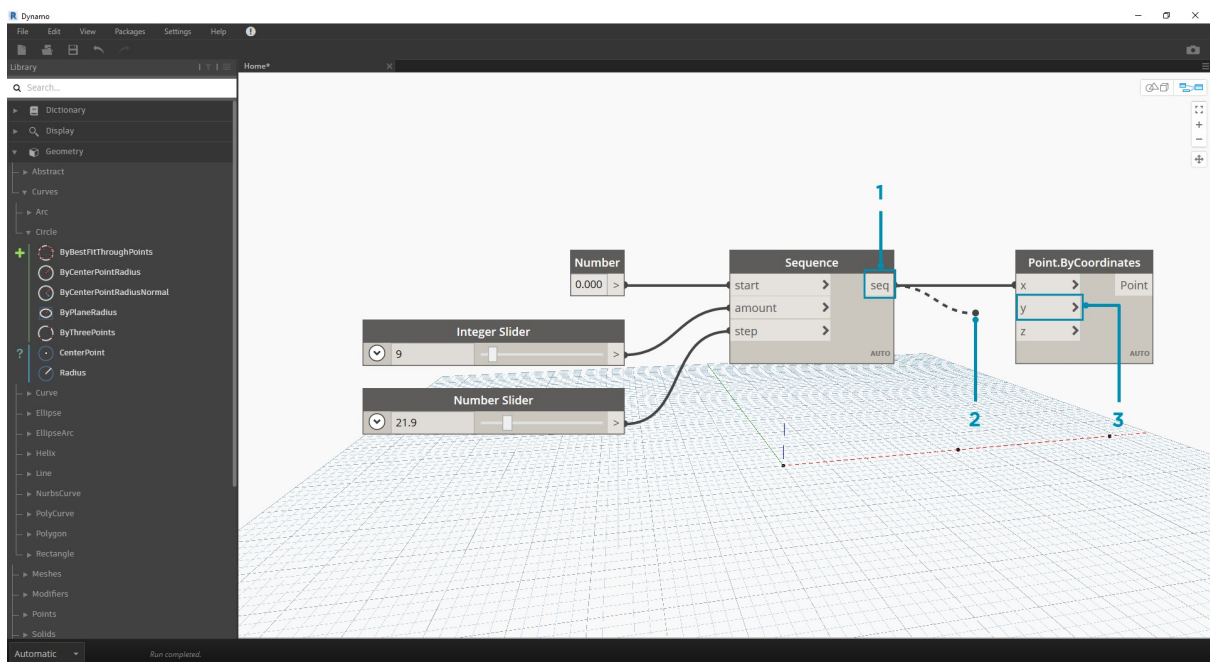 Dynamo
File Edit View Packages Settings Help
Library
Home*
Search...
Dictionary
Display
Geometry
Abstract
Curves
Arc
Circle
ByBestFitThroughPoints
ByCenterPointRadius
ByCenterPointRadiusNormal
ByPlaneRadius
ByThreePoints
? CenterPoint
Radius
Curve
Ellipse
EllipseArc
Helix
Line
NurbsCurve
PolyCurve
Polygon
Rectangle
Meshes
Modifiers
Points
Solids
1
Number
0.000 >
Sequence
start > seq
amount >
step >
AUTO
Point.ByCoordinates
x > Point
y >
z >
AUTO
Integer Slider
9 >
Number Slider
21.9 >
2
3
Automatic Run completed.